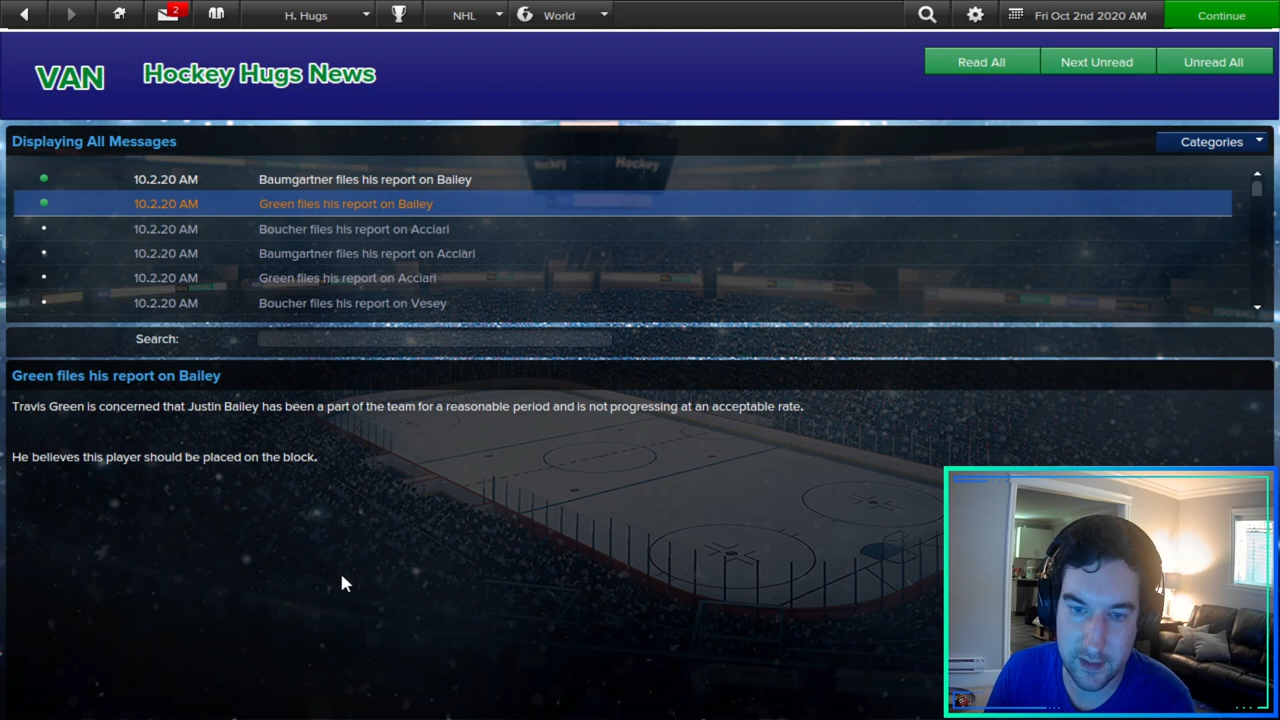 2
H. Hugs
NHL
World
Fri Oct 2nd 2020 AM
Continue
VAN
Hockey Hugs News
Read All
Next Unread
Unread All
Displaying All Messages
Categories
10.2.20 AM Baumgartner files his report on Bailey
10.2.20 AM Green files his report on Bailey
10.2.20 AM Boucher files his report on Acciari
10.2.20 AM Baumgartner files his report on Acciari
10.2.20 AM Green files his report on Acciari
10.2.20 AM Boucher files his report on Vesey
Search:
Green files his report on Bailey
Travis Green is concerned that Justin Bailey has been a part of the team for a reasonable period and is not progressing at an acceptable rate.
He believes this player should be placed on the block.